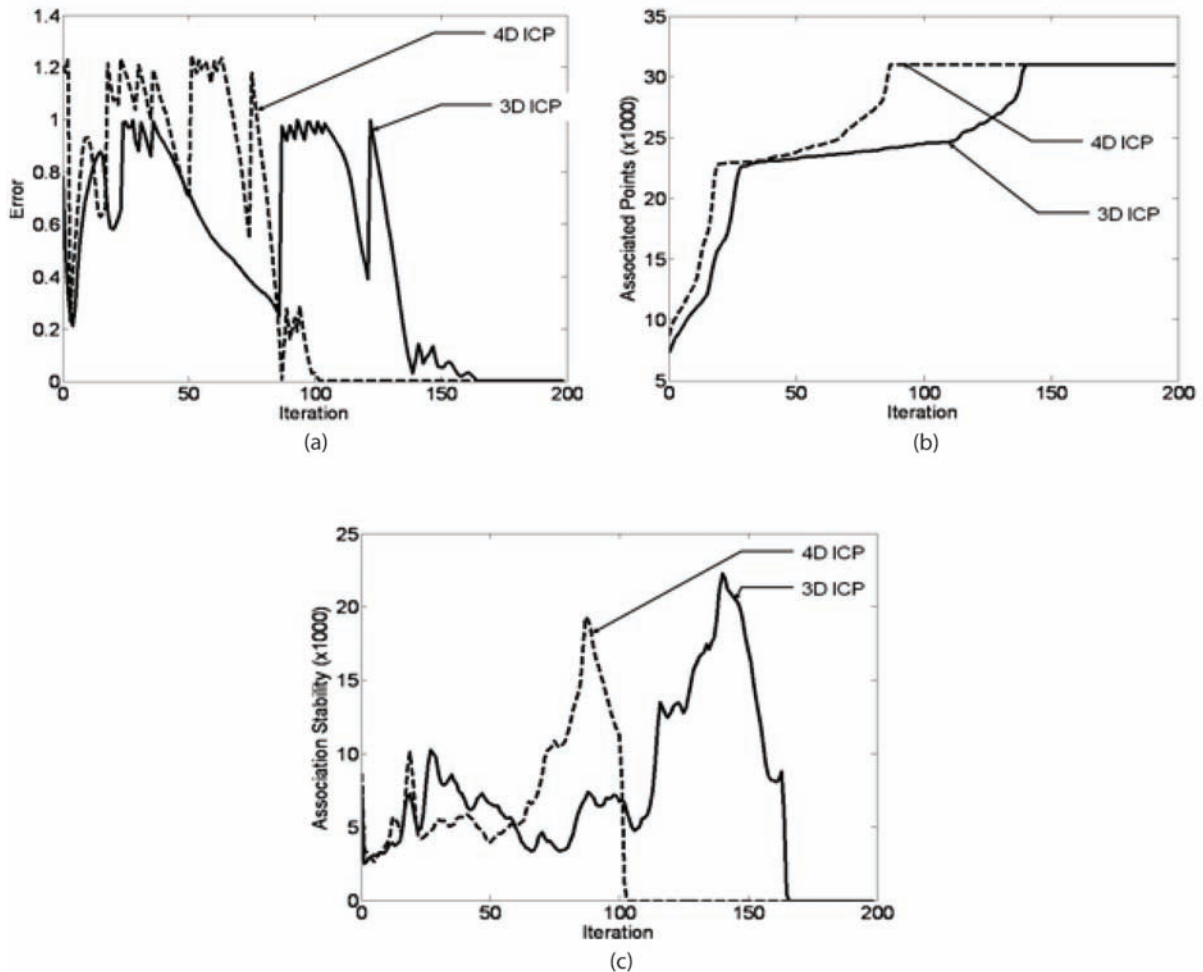 1.4
1.2
1
0.8
0.6
0.4
0.2
0
Error
0
50
100
150
200
Iteration
4D ICP
3D ICP
(a)
35
30
25
20
15
10
5
Associated Points (x1000)
0
50
100
150
200
Iteration
4D ICP
3D ICP
(b)
25
20
15
10
5
0
Association Stability (x1000)
0
50
100
150
200
Iteration
4D ICP
3D ICP
(c)